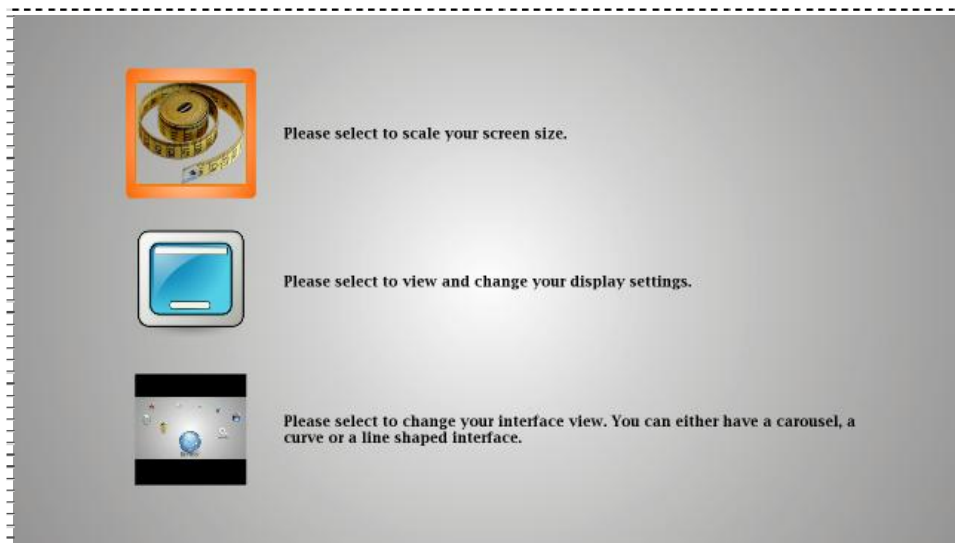 Please select to scale your screen size.
Please select to view and change your display settings.
Please select to change your interface view. You can either have a carousel, a
curve or a line shaped interface.